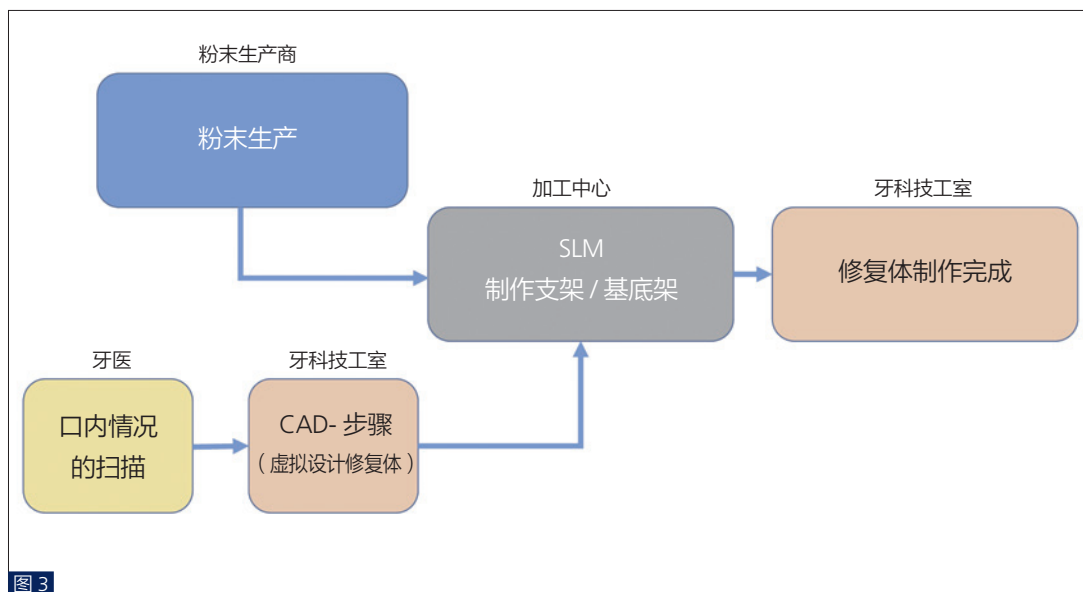 粉末生产商
粉末生产
加工中心
SLM
制作支架 / 基底架
牙科技工室
修复体制作完成
牙医
口内情况
的扫描
牙科技工室
CAD- 步骤
（虚拟设计修复体）
图 3